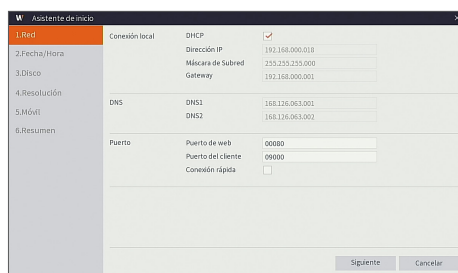 W Asistente de inicio
1.Red
2.Fecha/Hora
3.Disco
4.Resolución
5.Móvil
6.Resumen
Conexión local DHCP
Dirección IP 192.168.000.018
Máscara de Subred 255.255.255.000
Gateway 192.168.000.001
DNS DNS1 168.126.063.001
DNS2 168.126.063.002
Puerto Puerto de web 00080
Puerto del cliente 09000
Conexión rápida
Siguiente Cancelar